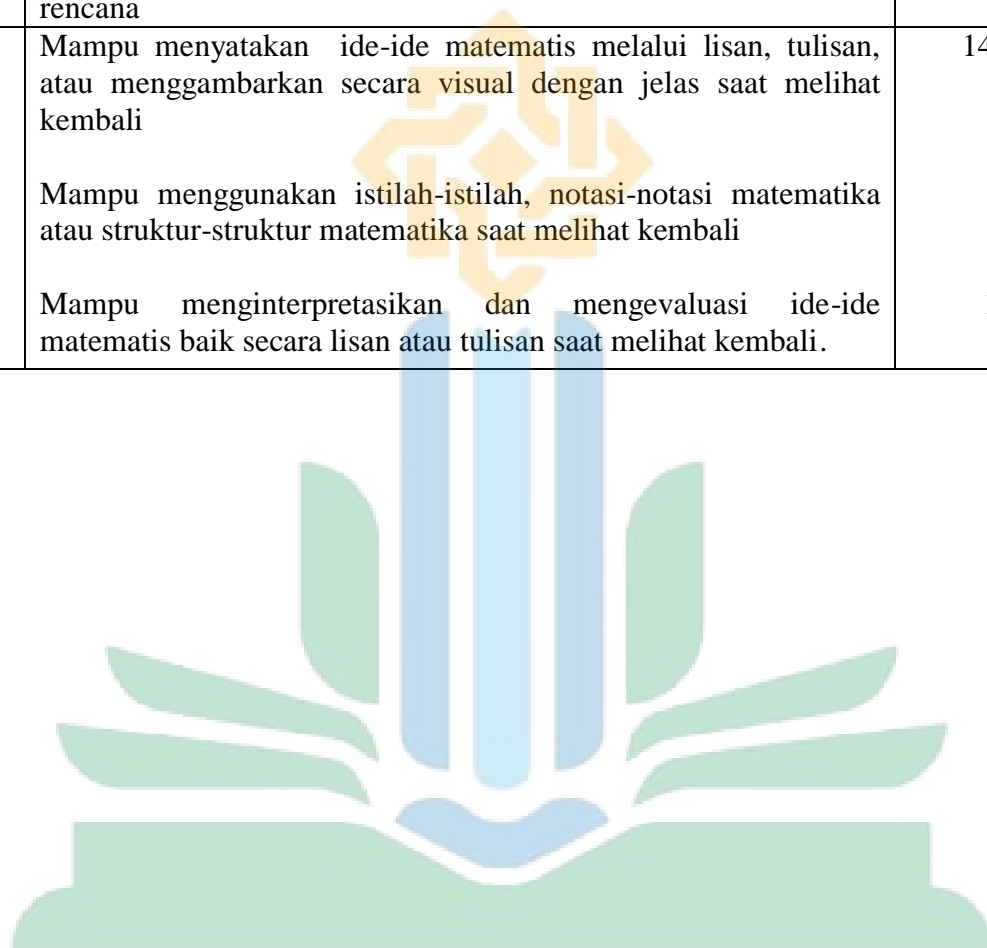 rencana
Mampu menyatakan ide-ide matematis melalui lisan, tulisan, 14
atau menggambarkan secara visual dengan jelas saat melihat
kembali
Mampu menggunakan istilah-istilah, notasi-notasi matematika
atau struktur-struktur matematika saat melihat kembali
Mampu menginterpretasikan dan mengevaluasi ide-ide
matematis baik secara lisan atau tulisan saat melihat kembali.